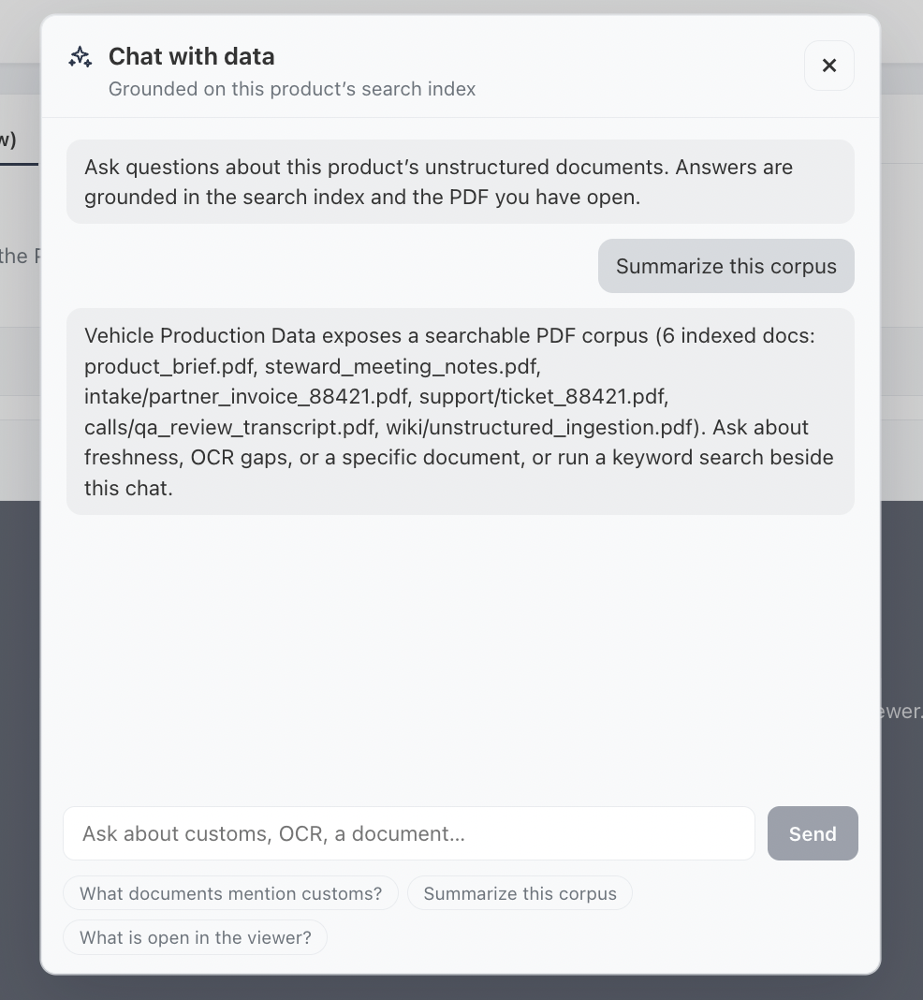 Chat with data
Grounded on this product's search index
w)
Ask questions about this product's unstructured documents. Answers are
grounded in the search index and the PDF you have open.
the
Summarize this corpus
Vehicle Production Data exposes a searchable PDF corpus (6 indexed docs:
product_brief.pdf, steward_meeting_notes.pdf,
intake/partner_invoice_88421.pdf, support/ticket_88421.pdf,
calls/qa_review_transcript.pdf, wiki/unstructured_ingestion.pdf). Ask about
freshness, OCR gaps, or a specific document, or run a keyword search beside
this chat.
ewer.
Ask about customs, OCR, a document...
Send
What documents mention customs?
Summarize this corpus
What is open in the viewer?